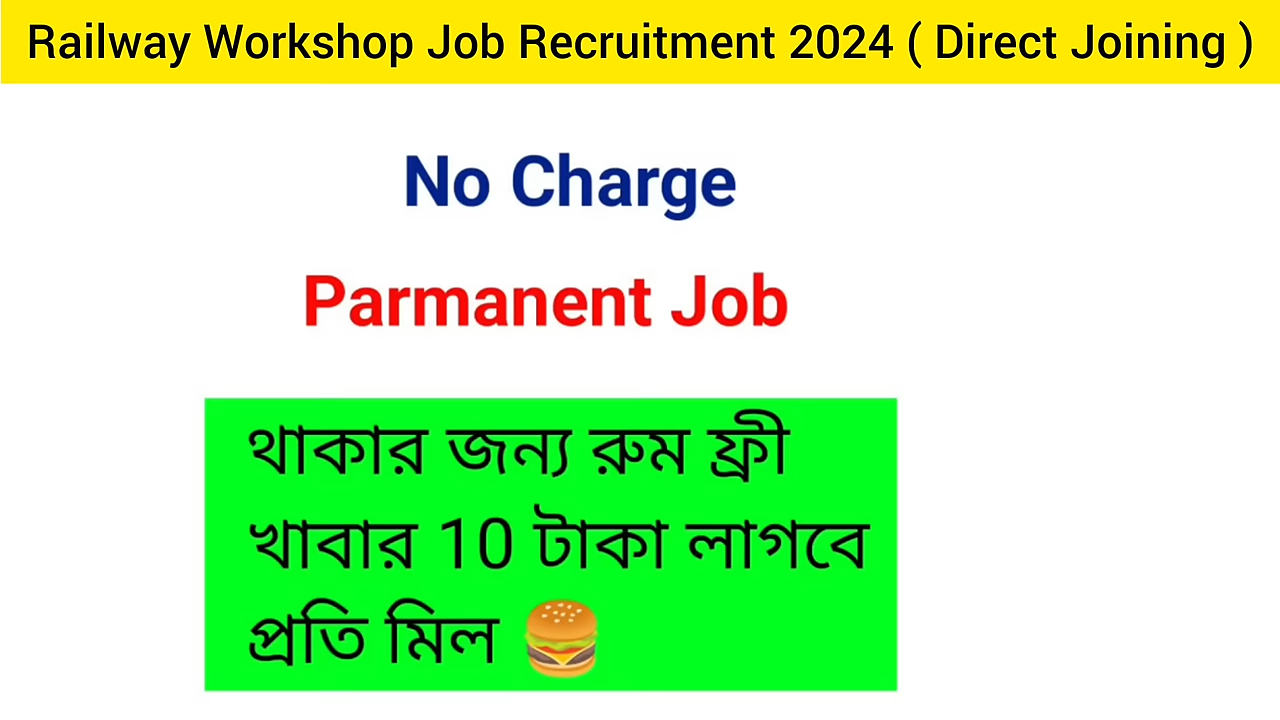 Railway Workshop Job Recruitment 2024 ( Direct Joining )
No Charge
Parmanent Job
থাকার জন্য রুম ফ্রী
খাবার 10 টাকা লাগবে
প্রতি মিল 🍔